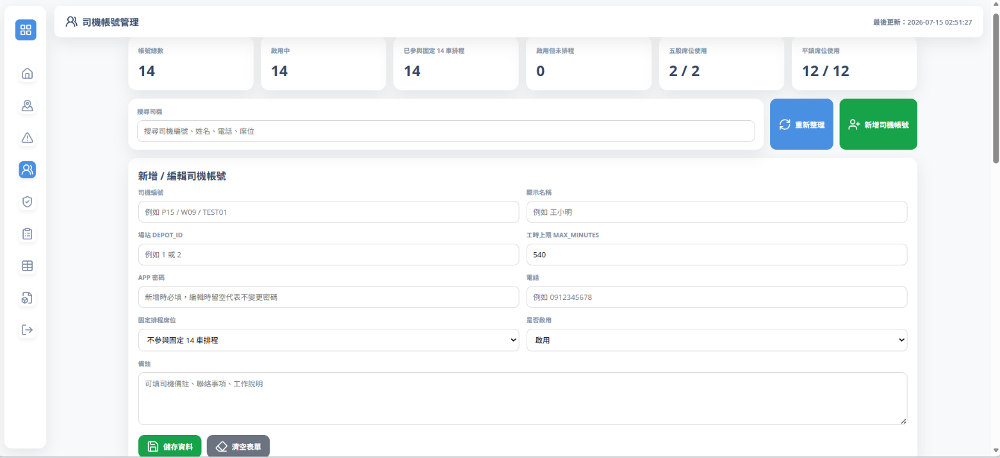 司機帳號管理
最後更新：2026-07-15 02:51:27
帳號總數
啟用中
已參與固定 14 車排程
啟用但未排程
五股席位使用
平鎮席位使用
14
14
14
0
2 / 2
12 / 12
搜尋司機
搜尋司機編號、姓名、電話、席位
重新整理
新增司機帳號
新增 / 編輯司機帳號
司機編號
顯示名稱
例如 P15 / W09 / TEST01
例如 王小明
場站 DEPOT_ID
工時上限 MAX_MINUTES
例如 1 或 2
540
APP 密碼
電話
新增時必填，編輯時留空代表不變更密碼
例如 0912345678
固定排程席位
是否啟用
不參與固定 14 車排程
啟用
備註
可填司機備註、聯絡事項、工作說明
儲存資料
清空表單